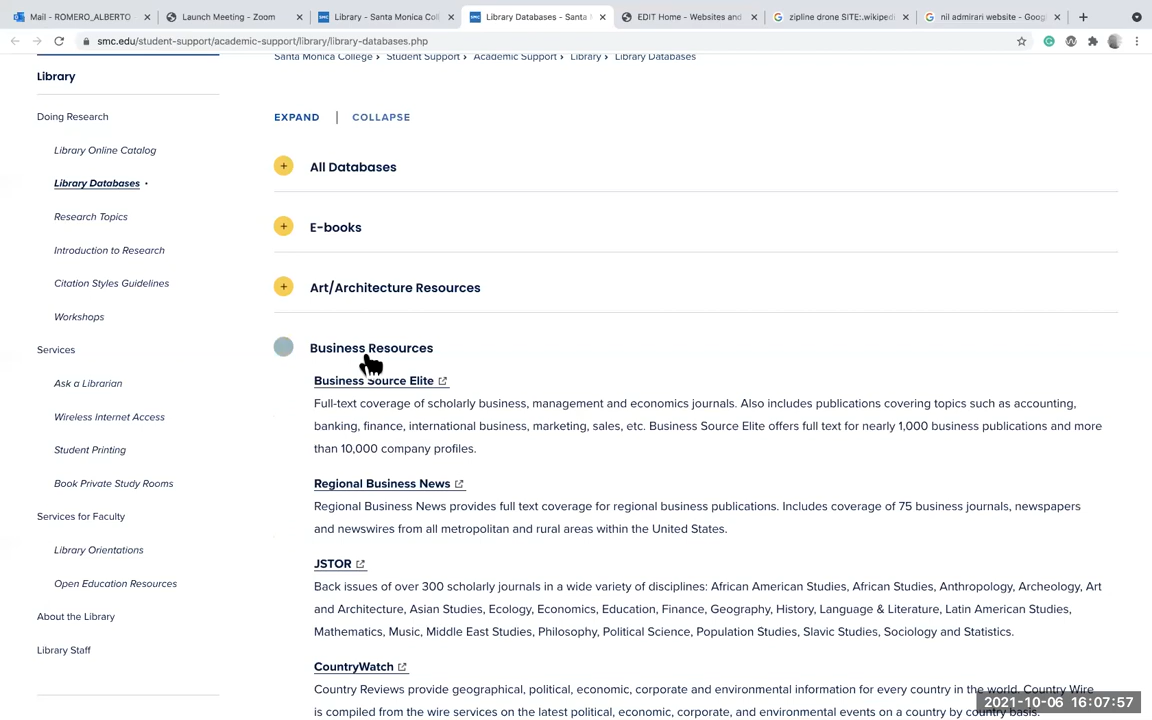 Mail - ROMERO_ALBERTO
Launch Meeting - Zoom
Library - Santa Monica Coll
Library Databases - Santa M
EDIT Home - Websites and
zipline drone SITE:.wikipedi
nil admirari website - Googl
smc.edu/student-support/academic-support/library/library-databases.php
Library
Doing Research
Library Online Catalog
Library Databases •
Research Topics
Introduction to Research
Citation Styles Guidelines
Workshops
Services
Ask a Librarian
Wireless Internet Access
Student Printing
Book Private Study Rooms
Services for Faculty
Library Orientations
Open Education Resources
About the Library
Library Staff
Santa Monica College › Student Support › Academic Support › Library › Library Databases
EXPAND | COLLAPSE
+ All Databases
+ E-books
+ Art/Architecture Resources
Business Resources
Business Source Elite
Full-text coverage of scholarly business, management and economics journals. Also includes publications covering topics such as accounting,
banking, finance, international business, marketing, sales, etc. Business Source Elite offers full text for nearly 1,000 business publications and more
than 10,000 company profiles.
Regional Business News
Regional Business News provides full text coverage for regional business publications. Includes coverage of 75 business journals, newspapers
and newswires from all metropolitan and rural areas within the United States.
JSTOR
Back issues of over 300 scholarly journals in a wide variety of disciplines: African American Studies, African Studies, Anthropology, Archeology, Art
and Architecture, Asian Studies, Ecology, Economics, Education, Finance, Geography, History, Language & Literature, Latin American Studies,
Mathematics, Music, Middle East Studies, Philosophy, Political Science, Population Studies, Slavic Studies, Sociology and Statistics.
CountryWatch
Country Reviews provide geographical, political, economic, corporate and environmental information for every country in the world. Country Wire
is compiled from the wire services on the latest political, economic, corporate, and environmental events on a country by country basis.
2021-10-06 16:07:57